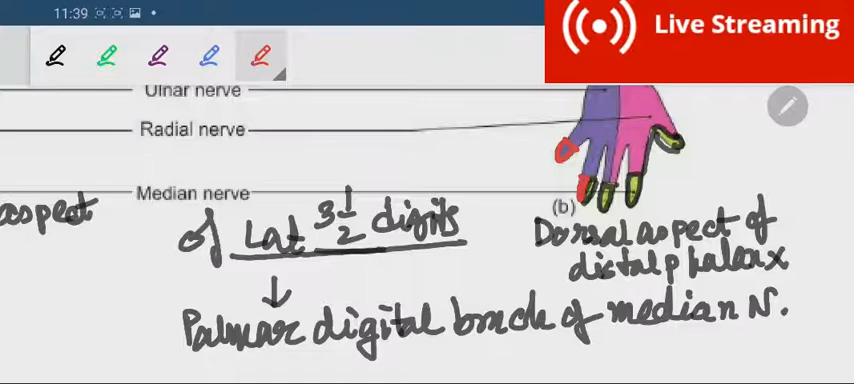 11:39
Live Streaming
Ulnar nerve
Radial nerve
Median nerve
(b)
aspect
of Lat 3 1/2 digits
Dorsal aspect of
distal phalanx
↓
Palmar digital branch of median N.